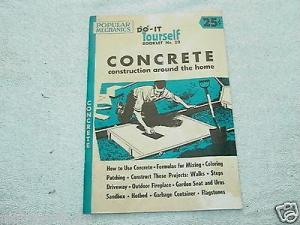 POPULAR MECHANICS
DO-IT
Yourself
BOOKLET No. 20
25¢
CONCRETE
construction around the home
CONCRETE
How to Use Concrete • Formulas for Mixing • Coloring
Patching • Construct These Projects: Walks • Steps
Driveway • Outdoor Fireplace • Garden Seat and Urns
Sandbox • Hotbed • Garbage Container • Flagstones